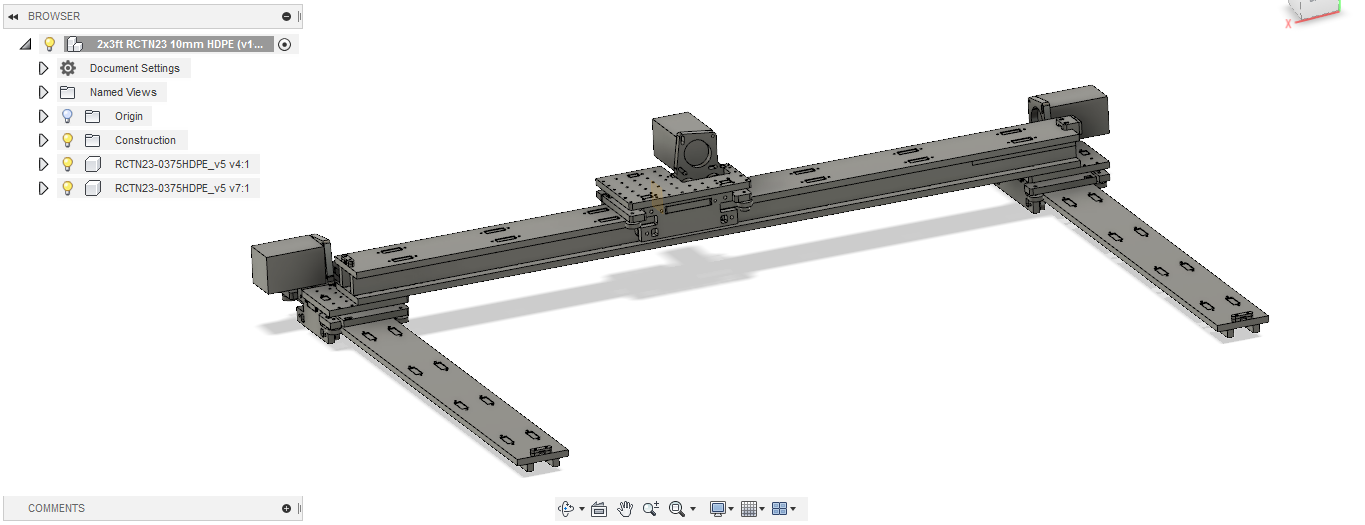 BROWSER
2x3ft RCTN23 10mm HDPE (v1...
Document Settings
Named Views
Origin
Construction
RCTN23-0375HDPE_v5 v4:1
RCTN23-0375HDPE_v5 v7:1
X
COMMENTS